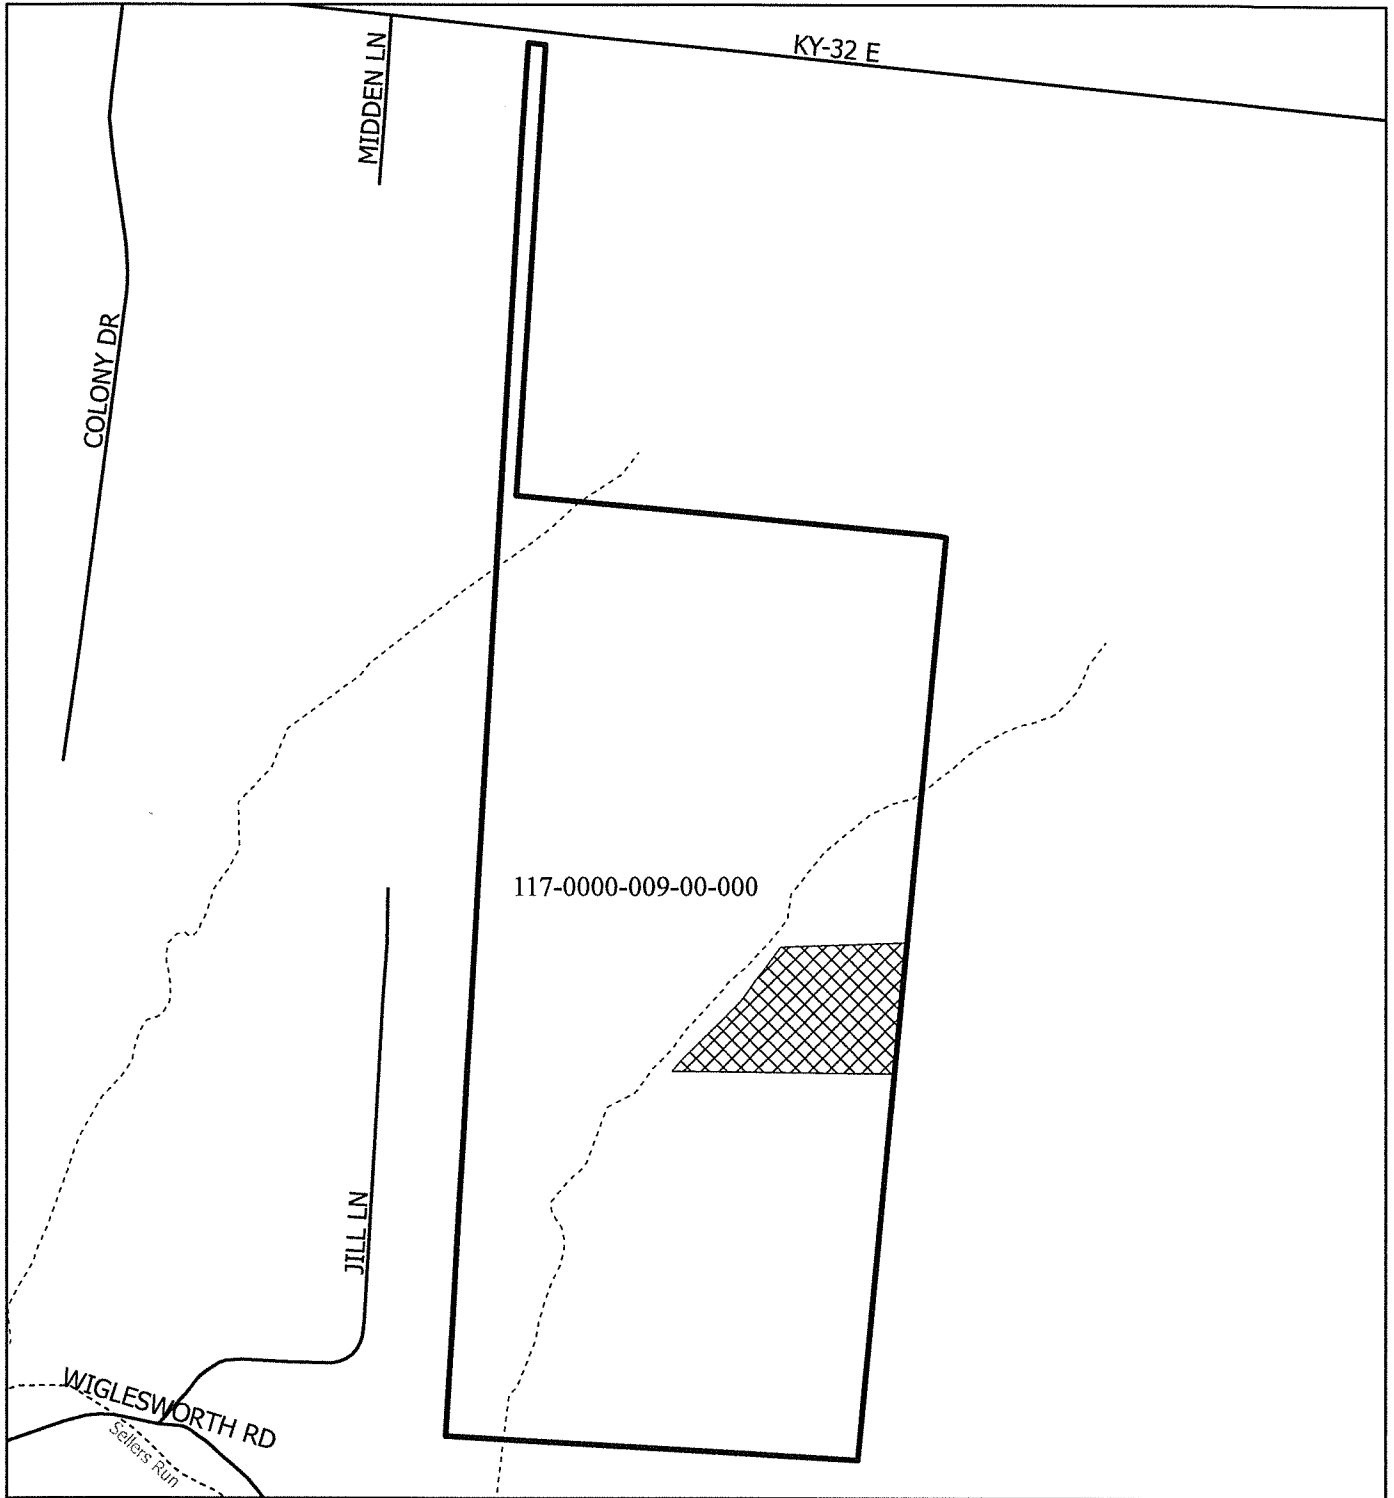 KY-32 E
MIDDEN LN
COLONY DR
117-0000-009-00-000
JILL LN
WIGLESWORTH RD
Sellers Run